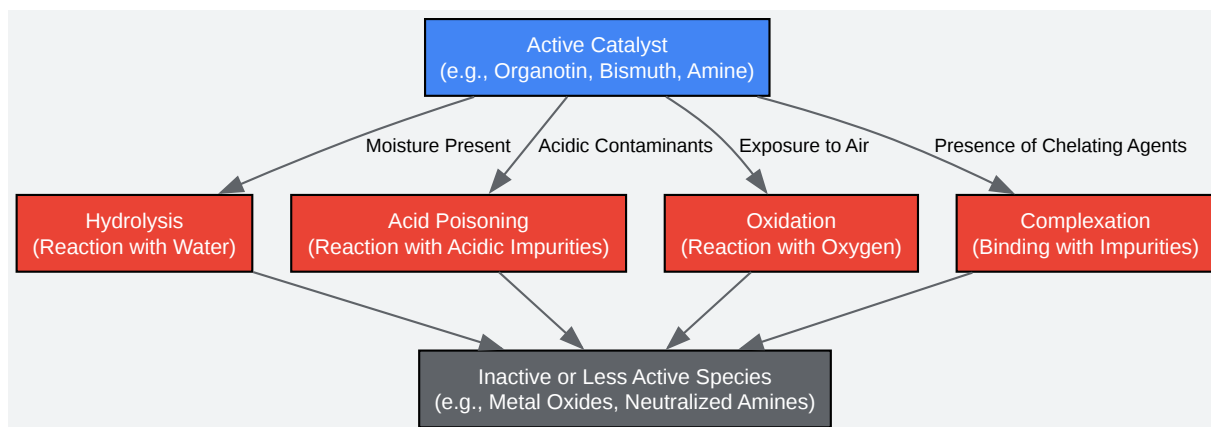 Active Catalyst
(e.g., Organotin, Bismuth, Amine)
Moisture Present
Acidic Contaminants
Exposure to Air
Presence of Chelating Agents
Hydrolysis
(Reaction with Water)
Acid Poisoning
(Reaction with Acidic Impurities)
Oxidation
(Reaction with Oxygen)
Complexation
(Binding with Impurities)
Inactive or Less Active Species
(e.g., Metal Oxides, Neutralized Amines)